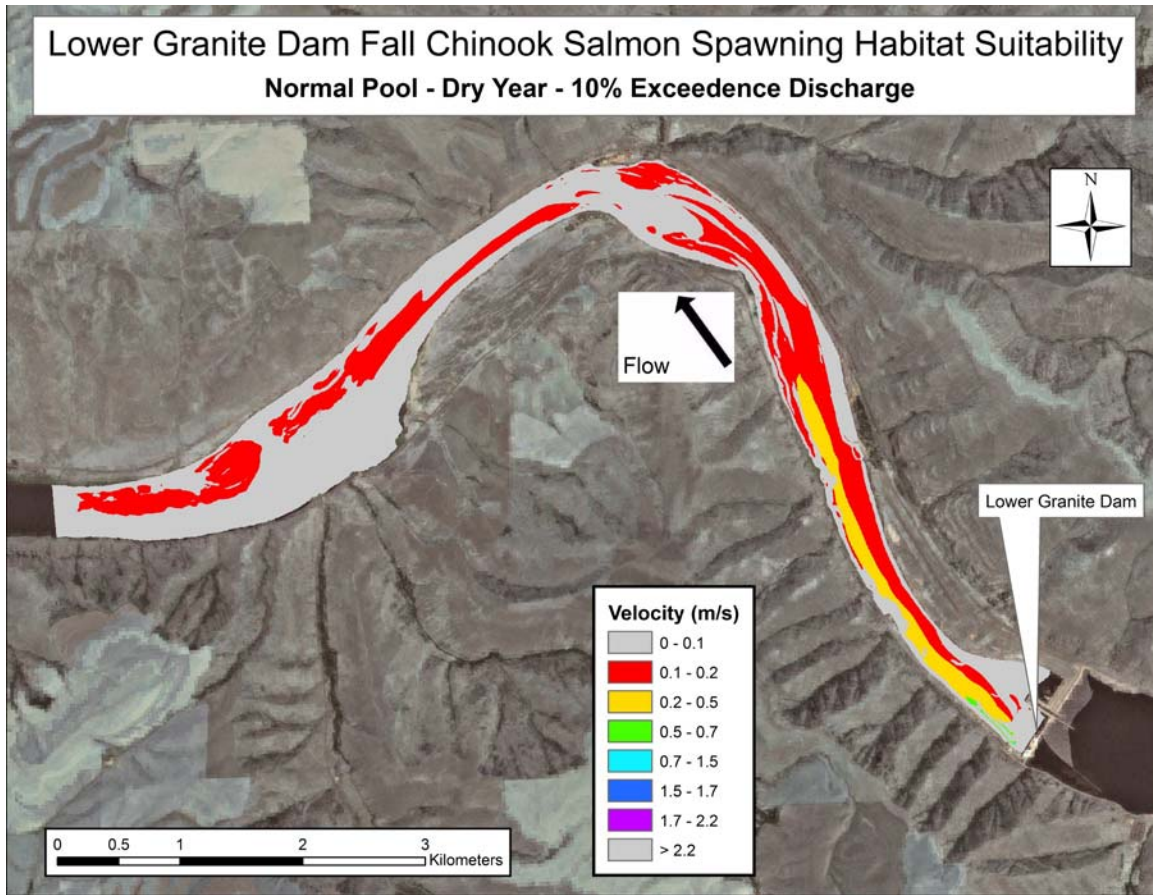 Lower Granite Dam Fall Chinook Salmon Spawning Habitat Suitability
Normal Pool - Dry Year - 10% Exceedence Discharge
N
Flow
Lower Granite Dam
Velocity (m/s)
0 - 0.1
0.1 - 0.2
0.2 - 0.5
0.5 - 0.7
0.7 - 1.5
1.5 - 1.7
1.7 - 2.2
> 2.2
0 0.5 1 2 3
Kilometers